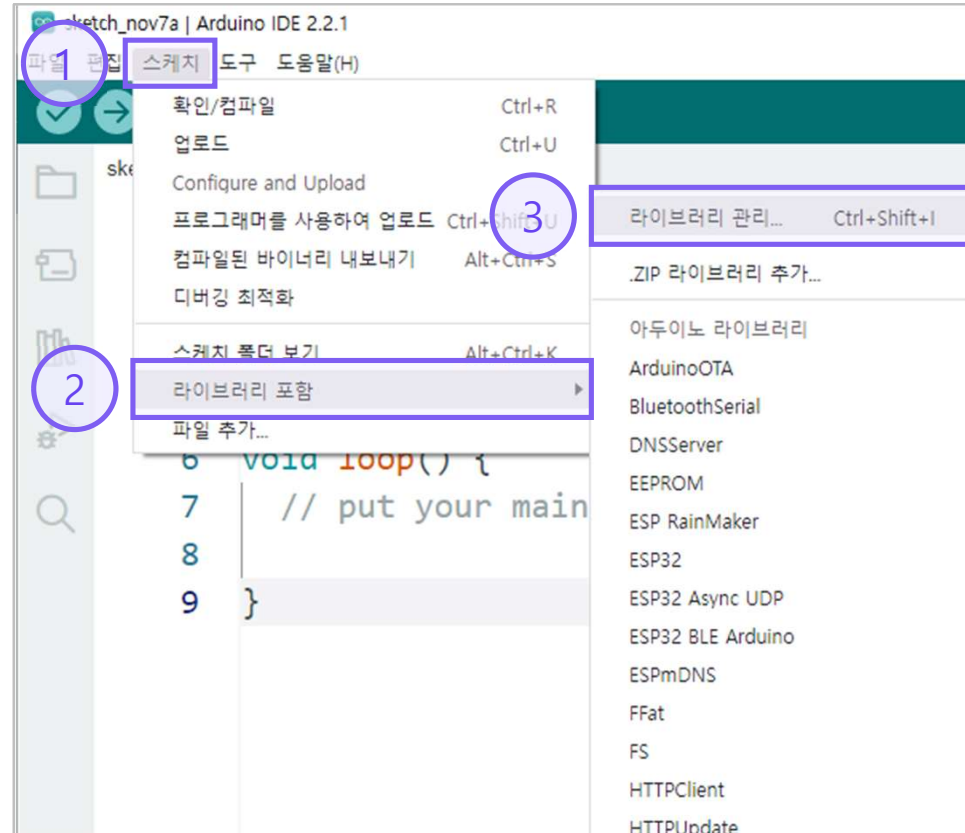 sketch_nov7a | Arduino IDE 2.2.1
1
파일 편집 스케치 도구 도움말(H)
확인/컴파일 Ctrl+R
업로드 Ctrl+U
ske
Configure and Upload
프로그래머를 사용하여 업로드 Ctrl+Shift+U
컴파일된 바이너리 내보내기 Alt+Ctrl+S
디버깅 최적화
스케치 폴더 보기 Alt+Ctrl+K
2
라이브러리 포함
파일 추가...
3
라이브러리 관리... Ctrl+Shift+I
.ZIP 라이브러리 추가...
아두이노 라이브러리
ArduinoOTA
BluetoothSerial
DNSServer
EEPROM
ESP RainMaker
ESP32
ESP32 Async UDP
ESP32 BLE Arduino
ESPmDNS
FFat
FS
HTTPClient
HTTPUpdate
6 void loop() {
7 // put your main
8
9 }